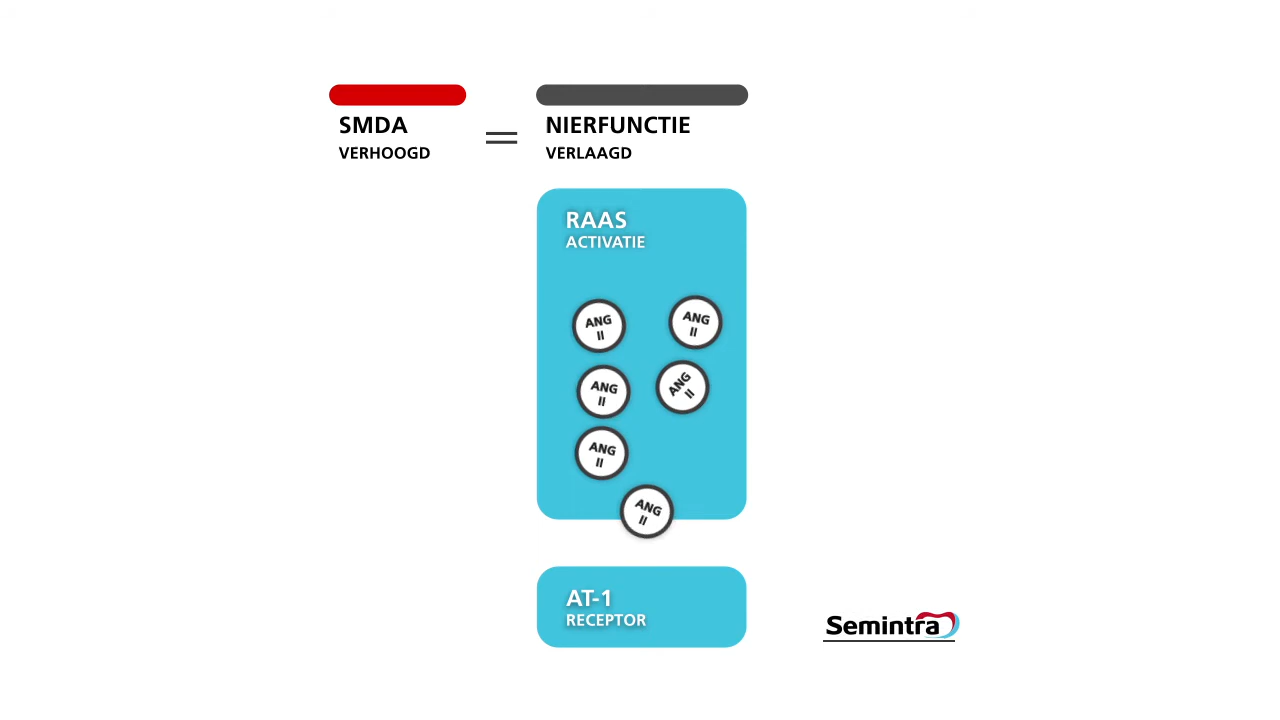 SMDA
VERHOOGD
=
NIERFUNCTIE
VERLAAGD
RAAS
ACTIVATIE
ANG
II
ANG
II
ANG
II
ANG
II
ANG
II
ANG
II
AT-1
RECEPTOR
Semintra